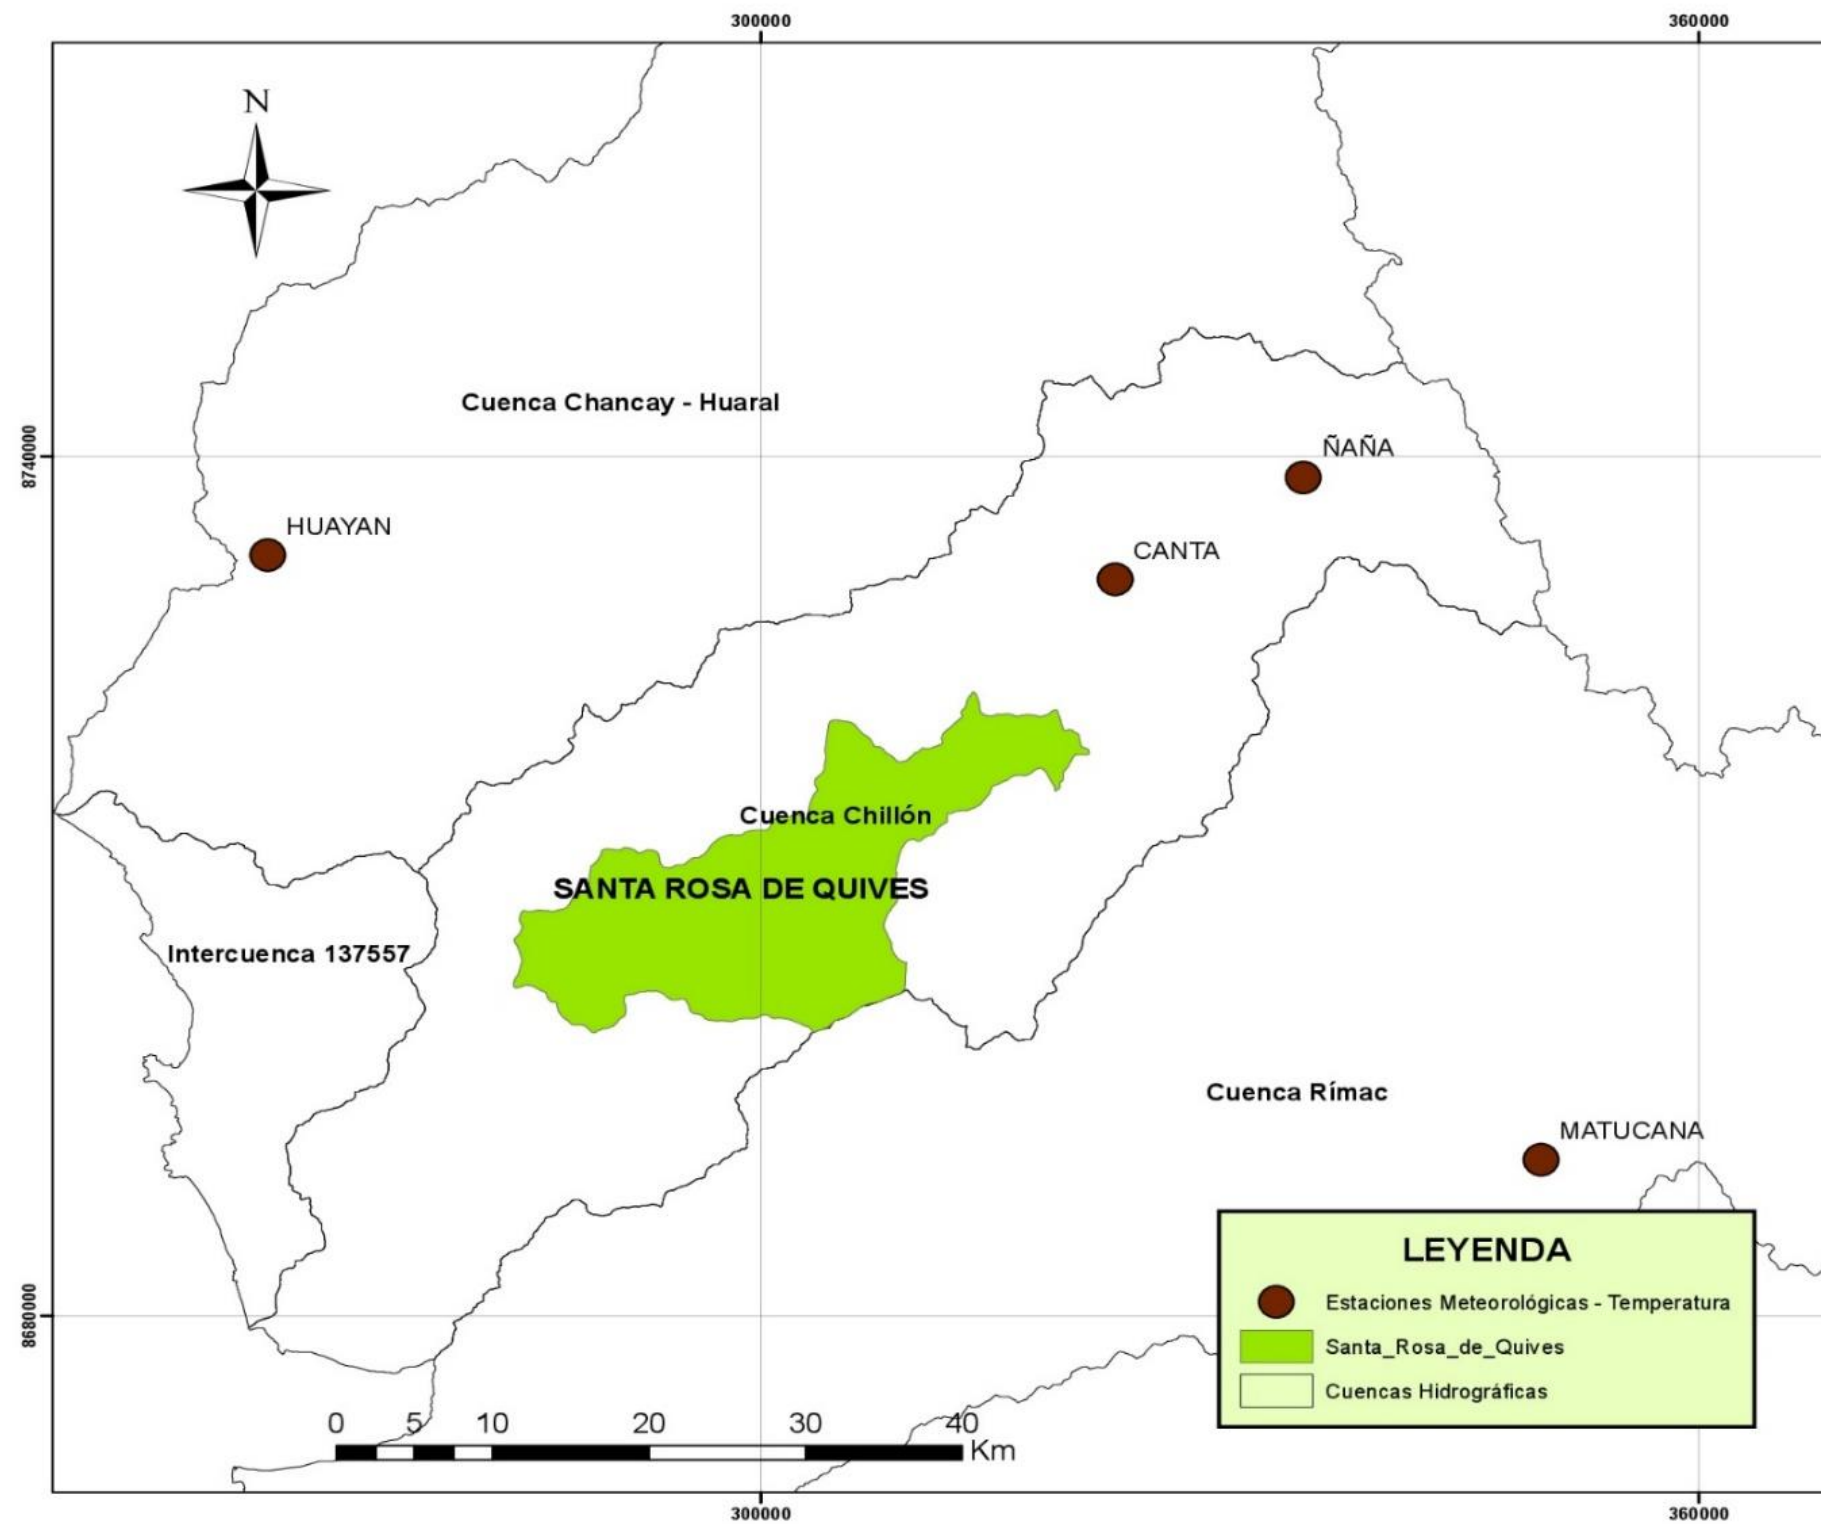 300000
360000
N
Cuenca Chancay - Huaral
8740000
ÑAÑA
HUAYAN
CANTA
Cuenca Chillón
SANTA ROSA DE QUIVES
Intercuenca 137557
Cuenca Rímac
MATUCANA
LEYENDA
Estaciones Meteorológicas - Temperatura
8680000
Santa_Rosa_de_Quives
Cuencas Hidrográficas
0 5 10 20 30 40
Km
300000
360000